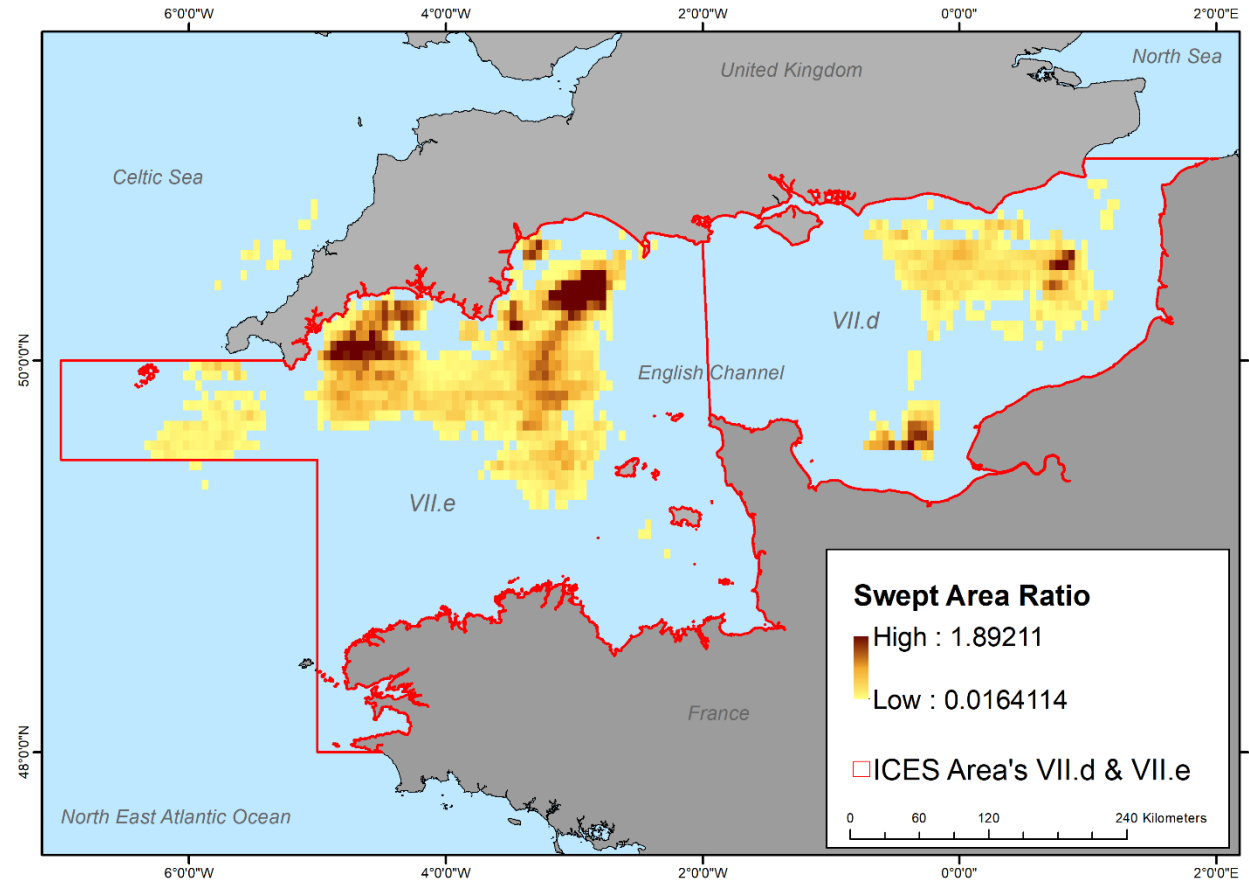 6°0'0"W 4°0'0"W 2°0'0"W 0°0'0" 2°0'0"E
North Sea
United Kingdom
Celtic Sea
VII.d
50°0'0"N
English Channel
VII.e
Swept Area Ratio
High : 1.89211
Low : 0.0164114
France
48°0'0"N
ICES Area's VII.d & VII.e
North East Atlantic Ocean
0 60 120 240 Kilometers
6°0'0"W 4°0'0"W 2°0'0"W 0°0'0" 2°0'0"E